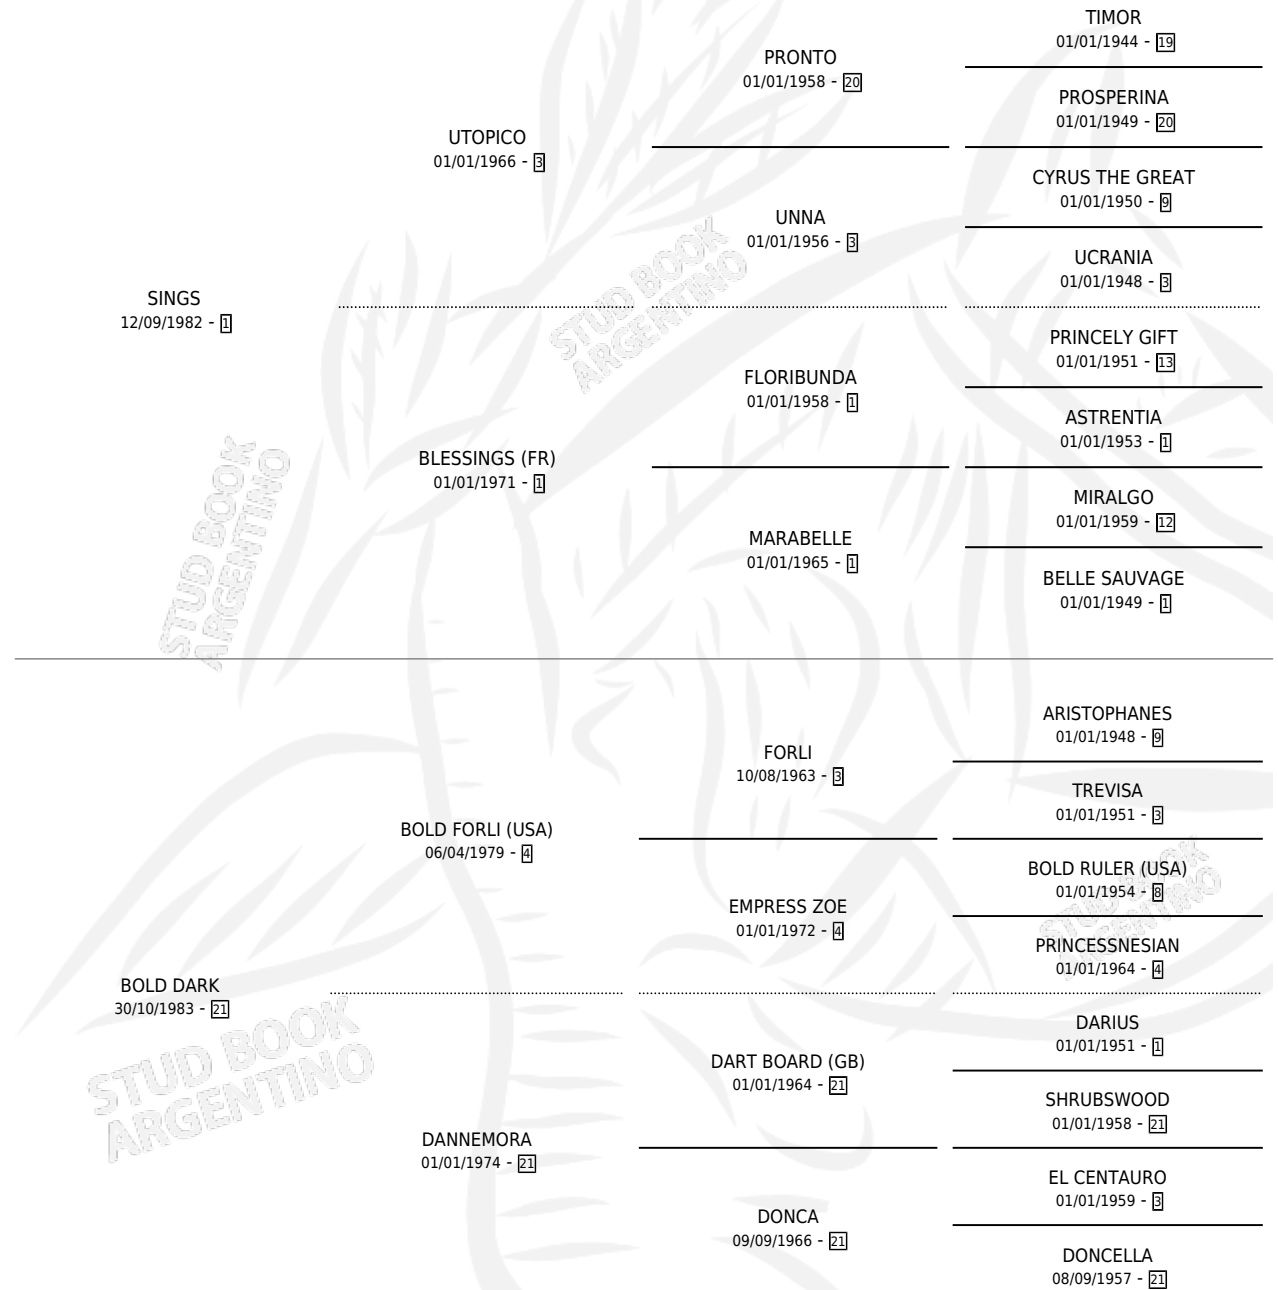 TIMOR
01/01/1944 - 19
PRONTO
01/01/1958 - 20
PROSPERINA
01/01/1949 - 20
UTOPICO
01/01/1966 - 3
CYRUS THE GREAT
01/01/1950 - 9
UNNA
01/01/1956 - 3
UCRANIA
01/01/1948 - 3
SINGS
12/09/1982 - 1
PRINCELY GIFT
01/01/1951 - 13
FLORIBUNDA
01/01/1958 - 1
ASTRENTIA
01/01/1953 - 1
BLESSINGS (FR)
01/01/1971 - 1
MIRALGO
01/01/1959 - 12
MARABELLE
01/01/1965 - 1
BELLE SAUVAGE
01/01/1949 - 1
STUD BOOK
ARGENTINO
STUD BOOK
ARGENTINO
ARISTOPHANES
01/01/1948 - 9
FORLI
10/08/1963 - 3
TREVISA
01/01/1951 - 3
BOLD FORLI (USA)
06/04/1979 - 4
BOLD RULER (USA)
01/01/1954 - 8
EMPRESS ZOE
01/01/1972 - 4
PRINCESSNESIAN
01/01/1964 - 4
BOLD DARK
30/10/1983 - 21
DARIUS
01/01/1951 - 1
DART BOARD (GB)
01/01/1964 - 21
SHRUBSWOOD
01/01/1958 - 21
DANNEMORA
01/01/1974 - 21
EL CENTAURO
01/01/1959 - 3
DONCA
09/09/1966 - 21
DONCELLA
08/09/1957 - 21
STUD BOOK
ARGENTINO
STUD BOOK
ARGENTINO